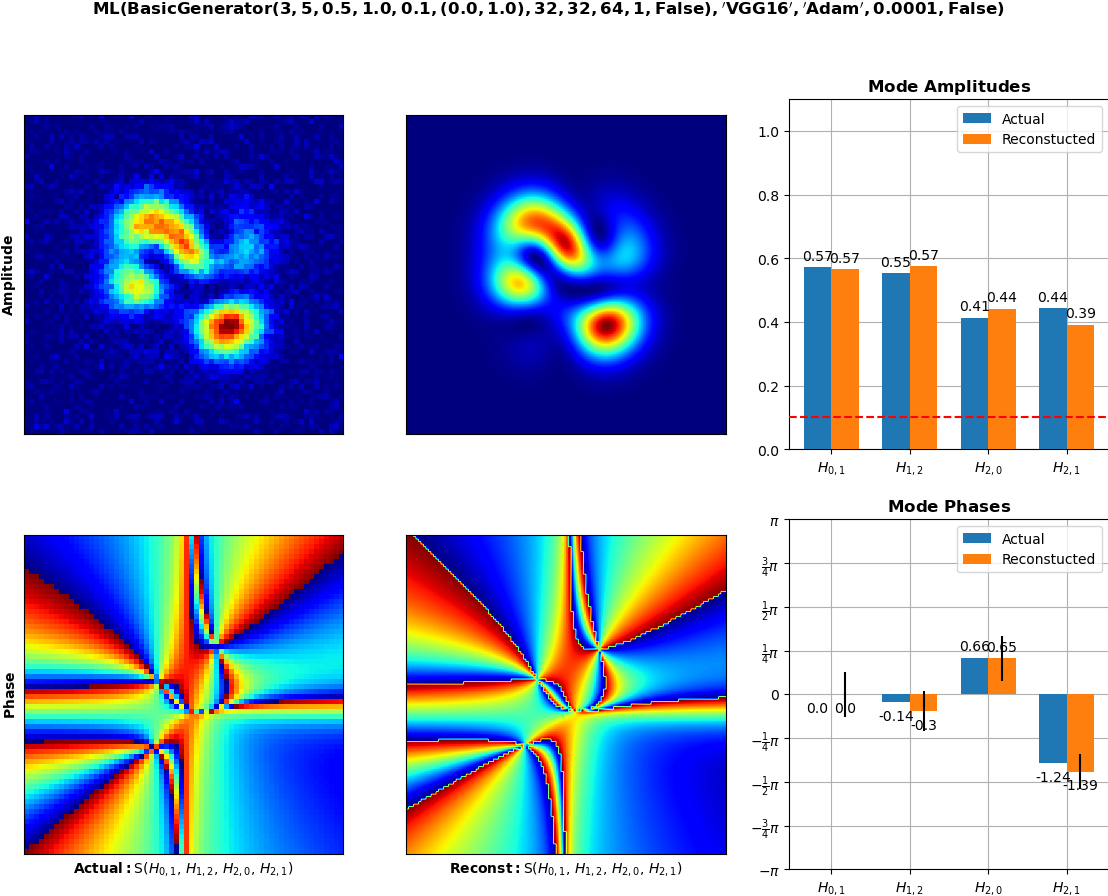 ML(BasicGenerator(3, 5, 0.5, 1.0, 0.1, (0.0, 1.0), 32, 32, 64, 1, False), ′VGG16′, ′Adam′, 0.0001, False)
Mode Amplitudes
Amplitude
Actual
Reconstucted
1.0
0.8
0.6
0.4
0.2
0.0
0.57 0.57
0.55 0.57
0.41 0.44
0.44 0.39
H0,1 H1,2 H2,0 H2,1
Mode Phases
Phase
Actual
Reconstucted
π
3/4π
1/2π
1/4π
0
−1/4π
−1/2π
−3/4π
−π
0.0 0.0
-0.14 -0.3
0.66 0.65
-1.24 -1.39
H0,1 H1,2 H2,0 H2,1
Actual: S(H0,1, H1,2, H2,0, H2,1)
Reconst: S(H0,1, H1,2, H2,0, H2,1)